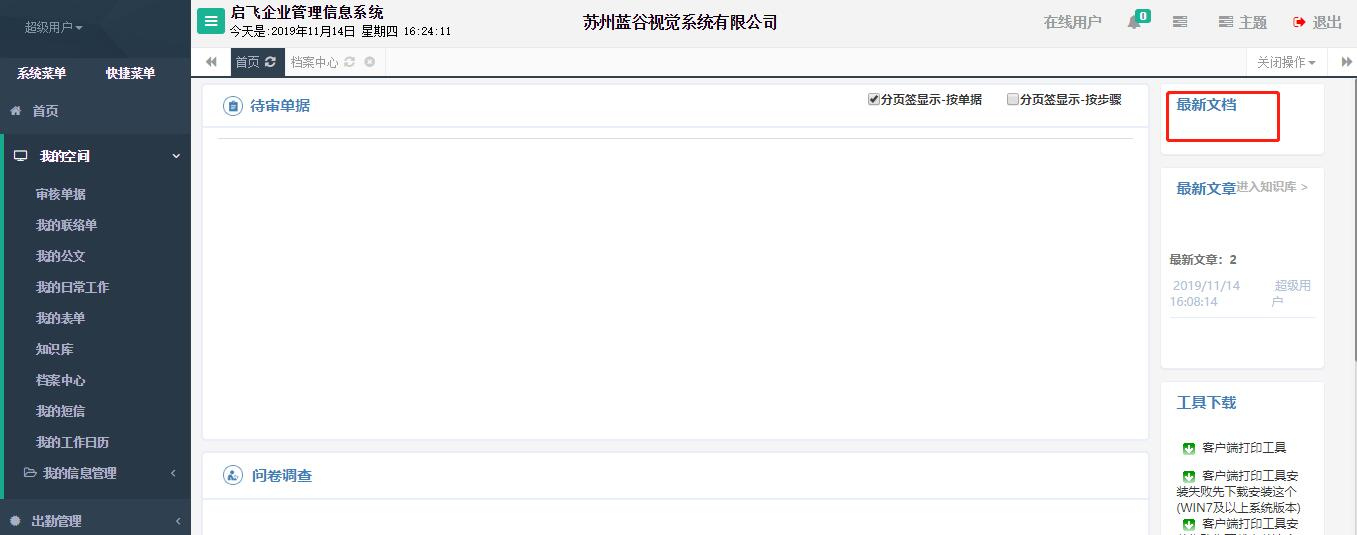 超级用户
启飞企业管理信息系统
今天是:2019年11月14日 星期四 16:24:11
苏州蓝谷视觉系统有限公司
在线用户
0
主题
退出
系统菜单 快捷菜单
首页 档案中心
关闭操作
首页
我的空间
审核单据
我的联络单
我的公文
我的日常工作
我的表单
知识库
档案中心
我的短信
我的工作日历
我的信息管理
出勤管理
待审单据
分页签显示-按单据 分页签显示-按步骤
问卷调查
最新文档
最新文章 进入知识库 >
最新文章：2
2019/11/14 超级用
16:08:14 户
工具下载
客户端打印工具
客户端打印工具安
装失败先下载安装这个
(WIN7及以上系统版本)
客户端打印工具安